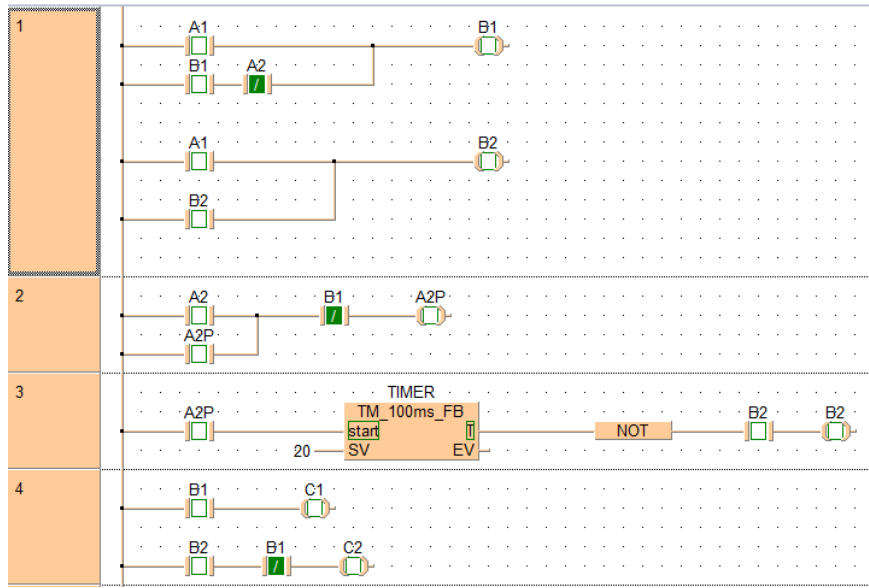 1
A1 B1
B1 A2
/
A1 B2
B2
2
A2 B1 A2P
/
A2P
3
TIMER
A2P TM_100ms_FB B2 B2
start T NOT
20 SV EV
4
B1 C1
B2 B1 C2
/